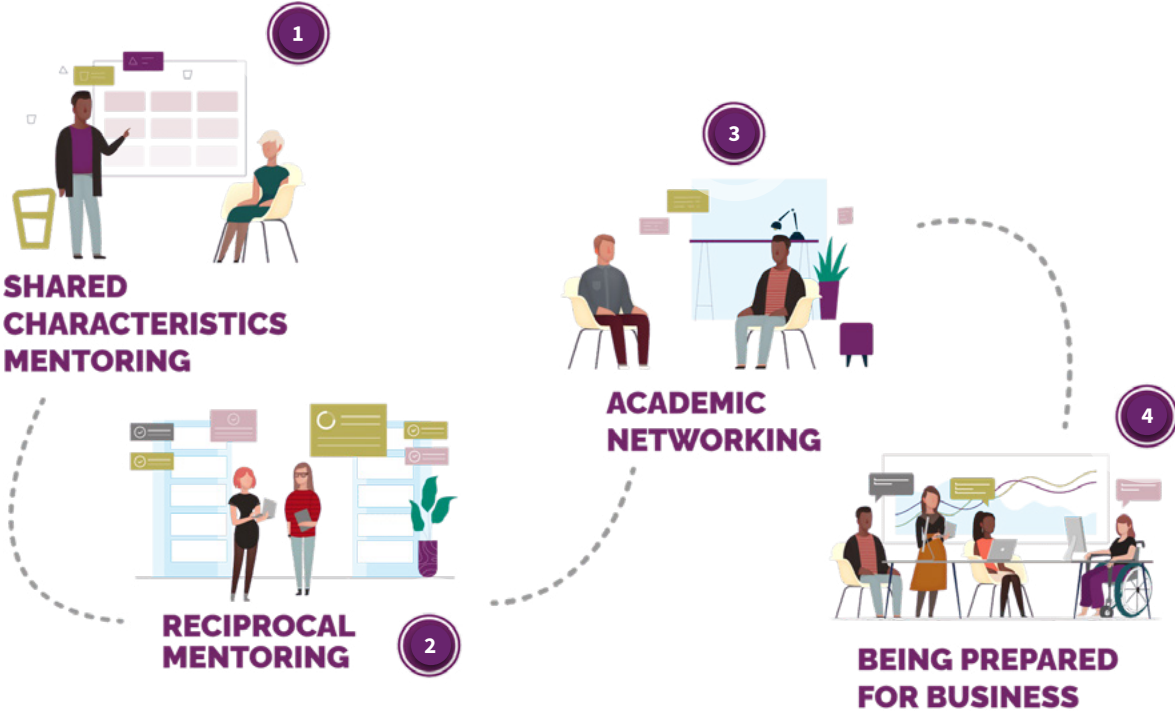 1
SHARED
CHARACTERISTICS
MENTORING
RECIPROCAL
MENTORING
2
3
ACADEMIC
NETWORKING
4
BEING PREPARED
FOR BUSINESS